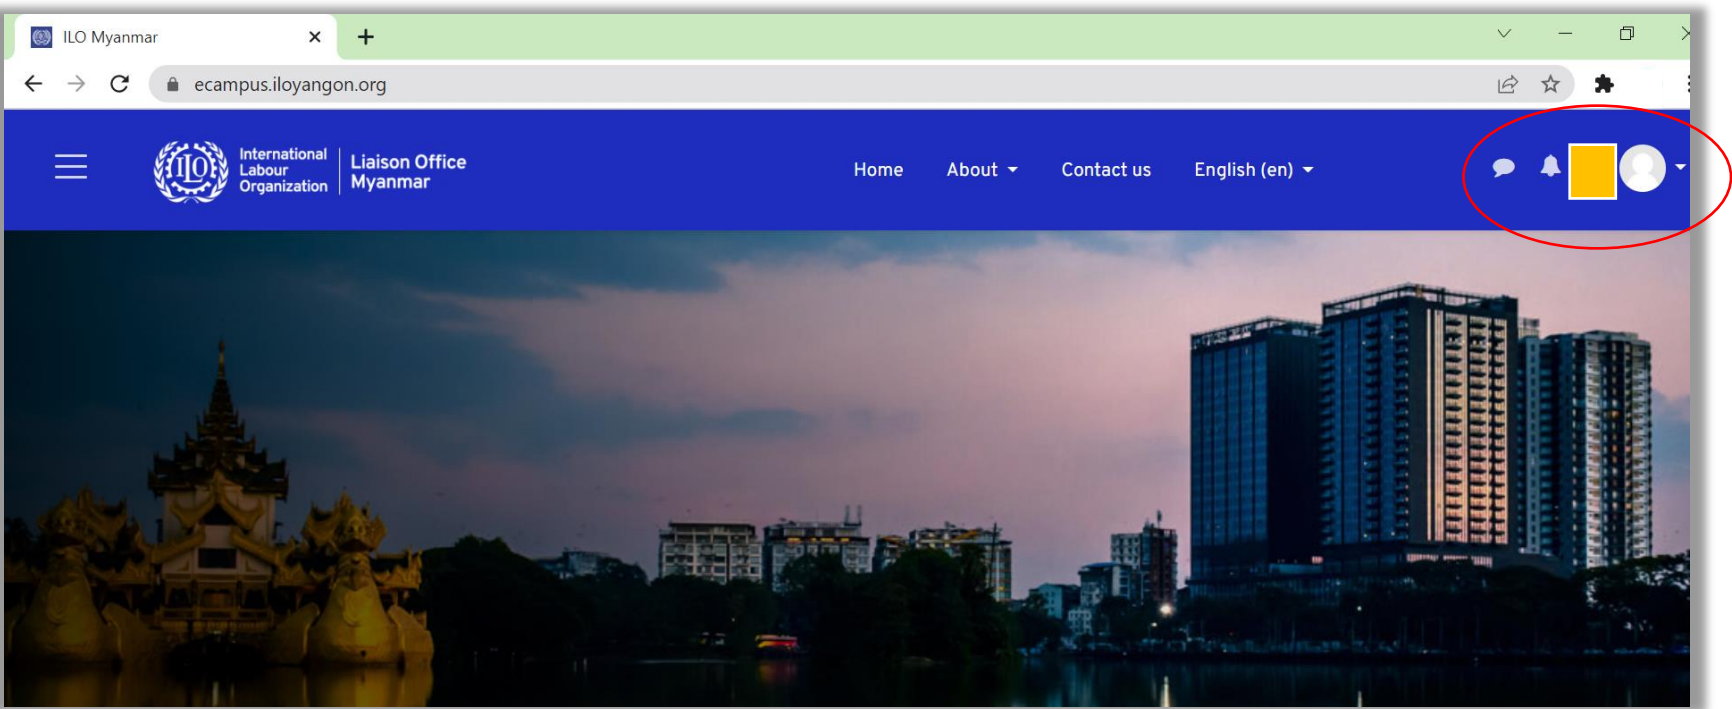 ILO Myanmar
ecampus.iloyangon.org
ILO
International
Labour
Organization
Liaison Office
Myanmar
Home About Contact us English (en)